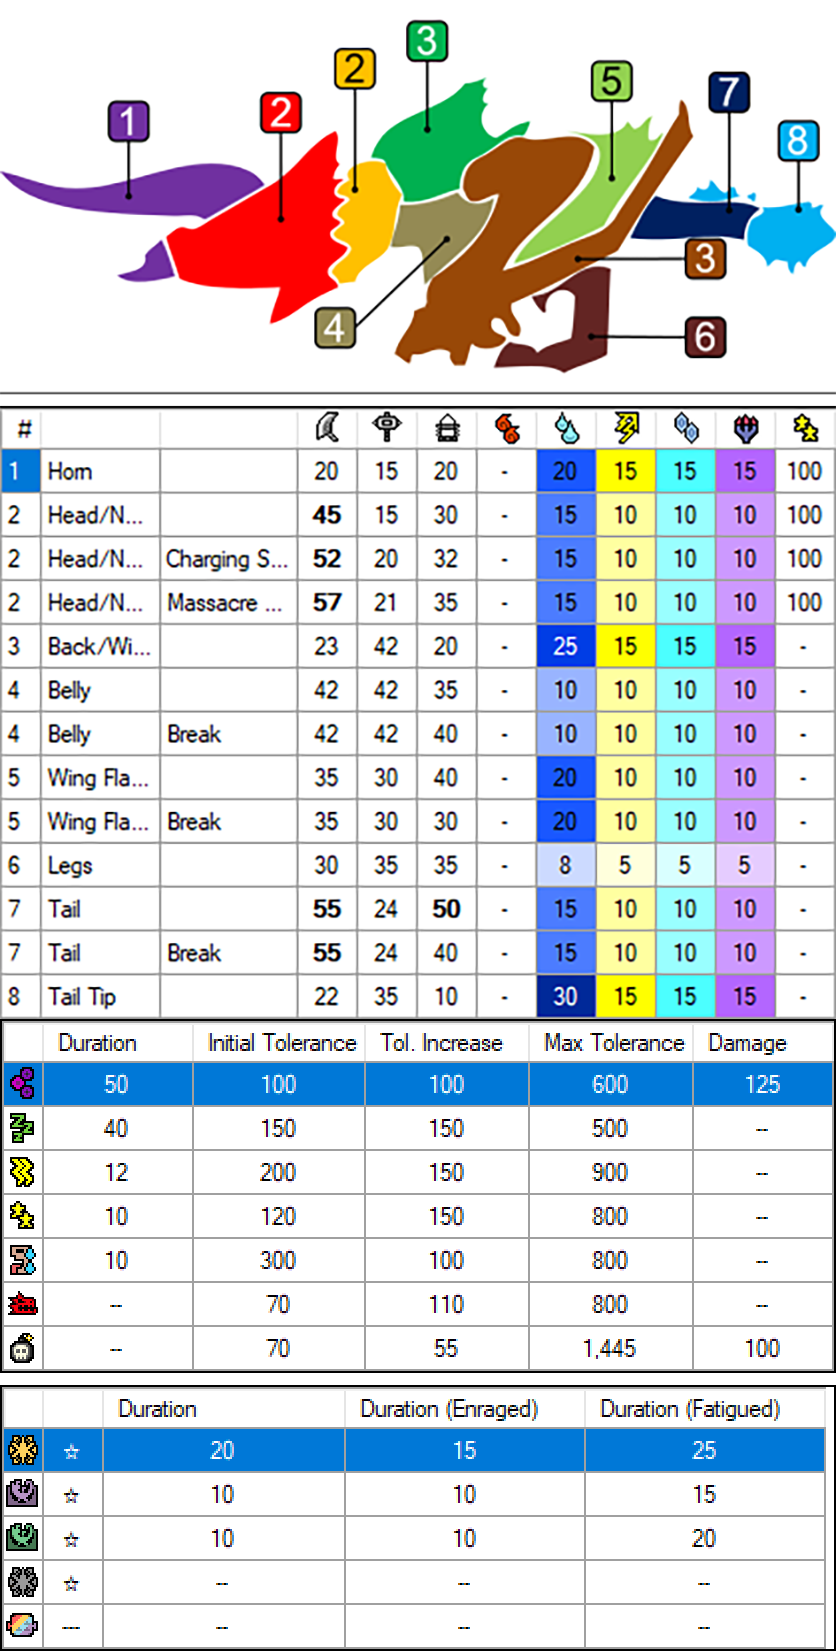 3
2
5
2
7
1
8
3
4
6
#
1 Horn 20 15 20 - 20 15 15 15 100
2 Head/N... 45 15 30 - 15 10 10 10 100
2 Head/N... Charging S... 52 20 32 - 15 10 10 10 100
2 Head/N... Massacre ... 57 21 35 - 15 10 10 10 100
3 Back/Wi... 23 42 20 - 25 15 15 15 -
4 Belly 42 42 35 - 10 10 10 10 -
4 Belly Break 42 42 40 - 10 10 10 10 -
5 Wing Fla... 35 30 40 - 20 10 10 10 -
5 Wing Fla... Break 35 30 30 - 20 10 10 10 -
6 Legs 30 35 35 - 8 5 5 5 -
7 Tail 55 24 50 - 15 10 10 10 -
7 Tail Break 55 24 40 - 15 10 10 10 -
8 Tail Tip 22 35 10 - 30 15 15 15 -
Duration Initial Tolerance Tol. Increase Max Tolerance Damage
50 100 100 600 125
40 150 150 500 --
12 200 150 900 --
10 120 150 800 --
10 300 100 800 --
-- 70 110 800 --
-- 70 55 1,445 100
Duration Duration (Enraged) Duration (Fatigued)
☆ 20 15 25
☆ 10 10 15
☆ 10 10 20
☆ -- -- --
--- -- -- --